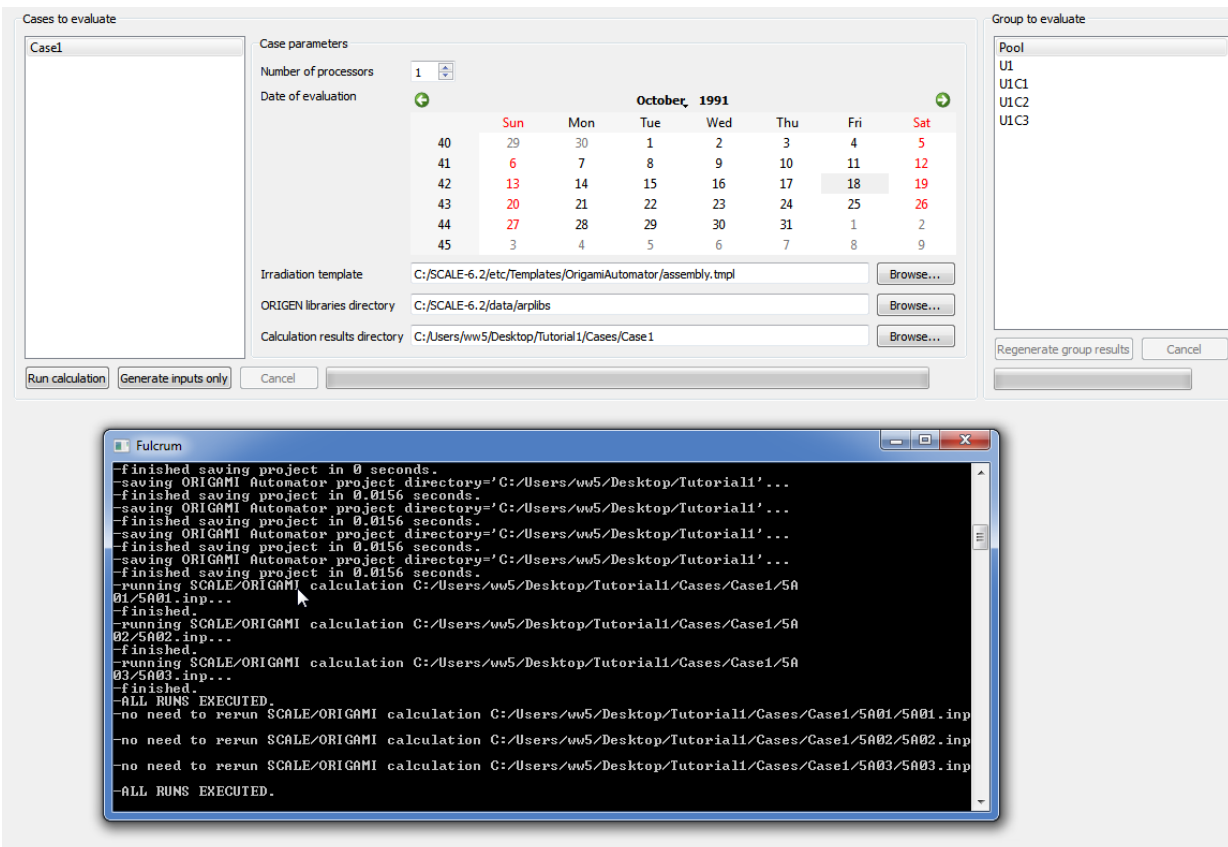 Cases to evaluate
Group to evaluate
Case1
Case parameters
Number of processors
1
Date of evaluation
October, 1991
Sun Mon Tue Wed Thu Fri Sat
40 29 30 1 2 3 4 5
41 6 7 8 9 10 11 12
42 13 14 15 16 17 18 19
43 20 21 22 23 24 25 26
44 27 28 29 30 31 1 2
45 3 4 5 6 7 8 9
Irradiation template C:/SCALE-6.2/etc/Templates/OrigamiAutomator/assembly.tmpl Browse...
ORIGEN libraries directory C:/SCALE-6.2/data/arplibs Browse...
Calculation results directory C:/Users/ww5/Desktop/Tutorial1/Cases/Case1 Browse...
Run calculation Generate inputs only Cancel
Pool
U1
U1C1
U1C2
U1C3
Regenerate group results Cancel
Fulcrum
-finished saving project in 0 seconds.
-saving ORIGAMI Automator project directory='C:/Users/ww5/Desktop/Tutorial1'...
-finished saving project in 0.0156 seconds.
-saving ORIGAMI Automator project directory='C:/Users/ww5/Desktop/Tutorial1'...
-finished saving project in 0.0156 seconds.
-saving ORIGAMI Automator project directory='C:/Users/ww5/Desktop/Tutorial1'...
-finished saving project in 0.0156 seconds.
-saving ORIGAMI Automator project directory='C:/Users/ww5/Desktop/Tutorial1'...
-finished saving project in 0.0156 seconds.
-running SCALE/ORIGAMI calculation C:/Users/ww5/Desktop/Tutorial1/Cases/Case1/5A
01/5A01.inp...
-finished.
-running SCALE/ORIGAMI calculation C:/Users/ww5/Desktop/Tutorial1/Cases/Case1/5A
02/5A02.inp...
-finished.
-running SCALE/ORIGAMI calculation C:/Users/ww5/Desktop/Tutorial1/Cases/Case1/5A
03/5A03.inp...
-finished.
-ALL RUNS EXECUTED.
-no need to rerun SCALE/ORIGAMI calculation C:/Users/ww5/Desktop/Tutorial1/Cases/Case1/5A01/5A01.inp
-no need to rerun SCALE/ORIGAMI calculation C:/Users/ww5/Desktop/Tutorial1/Cases/Case1/5A02/5A02.inp
-no need to rerun SCALE/ORIGAMI calculation C:/Users/ww5/Desktop/Tutorial1/Cases/Case1/5A03/5A03.inp
-ALL RUNS EXECUTED.